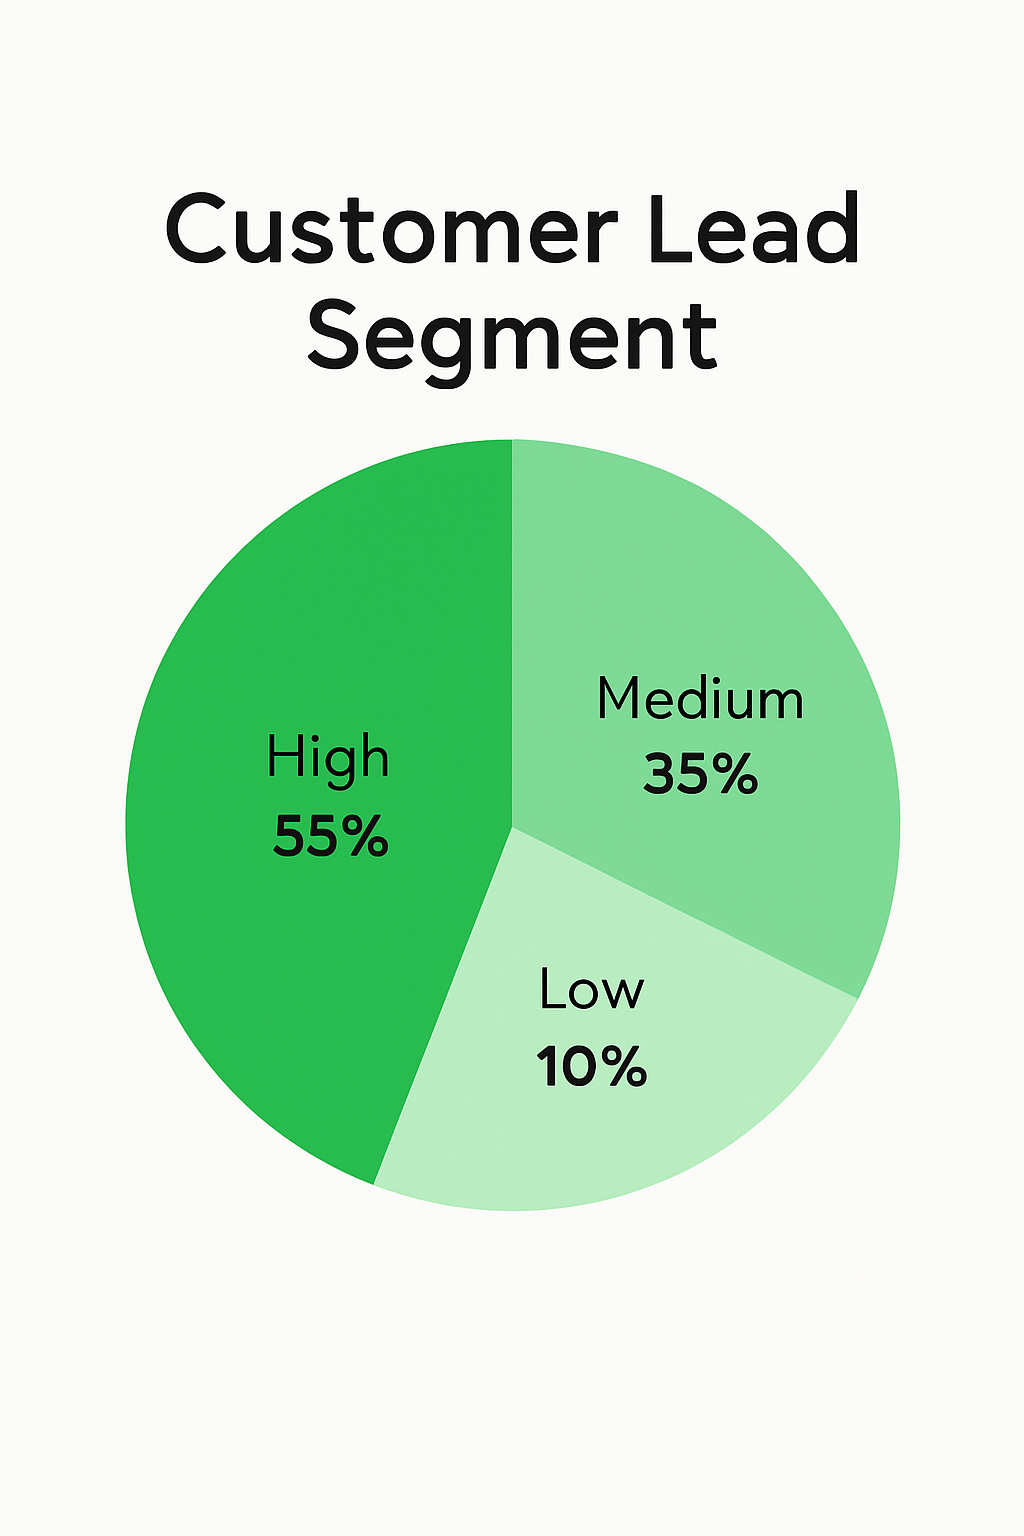 Customer Lead
Segment
Medium
35%
High
55%
Low
10%